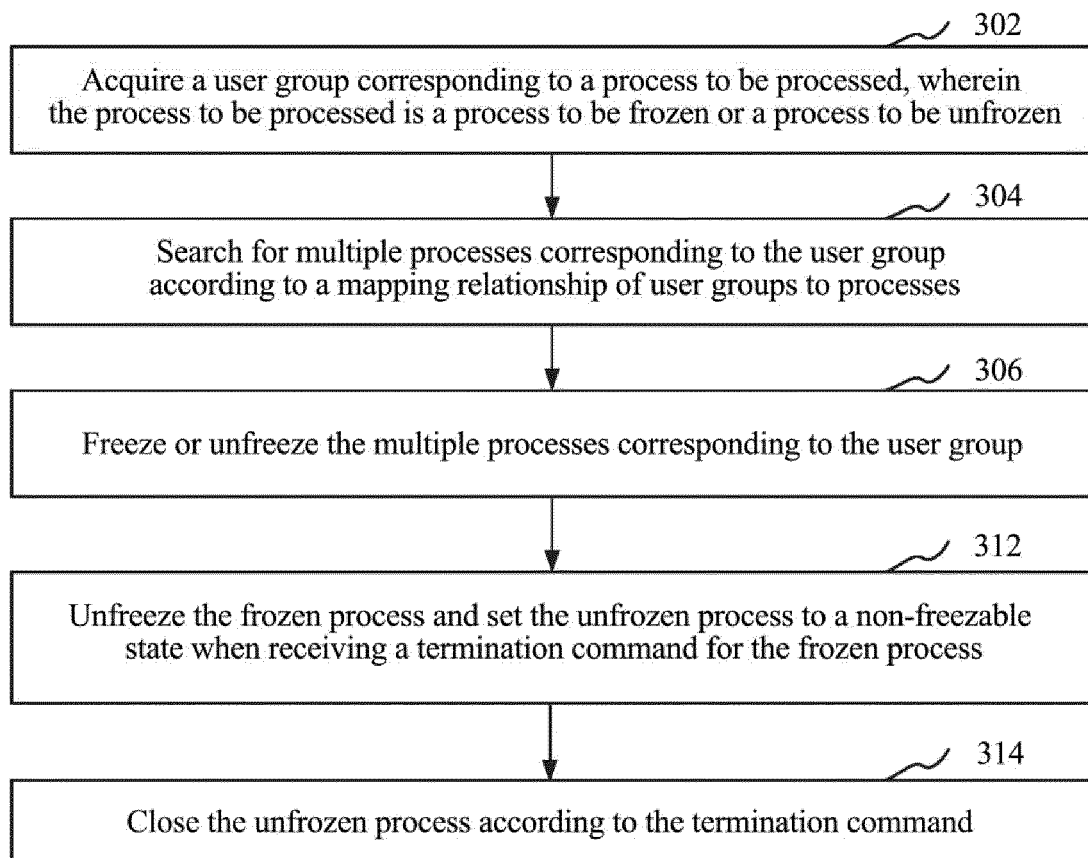 302
Acquire a user group corresponding to a process to be processed, wherein
the process to be processed is a process to be frozen or a process to be unfrozen
304
Search for multiple processes corresponding to the user group
according to a mapping relationship of user groups to processes
306
Freeze or unfreeze the multiple processes corresponding to the user group
312
Unfreeze the frozen process and set the unfrozen process to a non-freezable
state when receiving a termination command for the frozen process
314
Close the unfrozen process according to the termination command